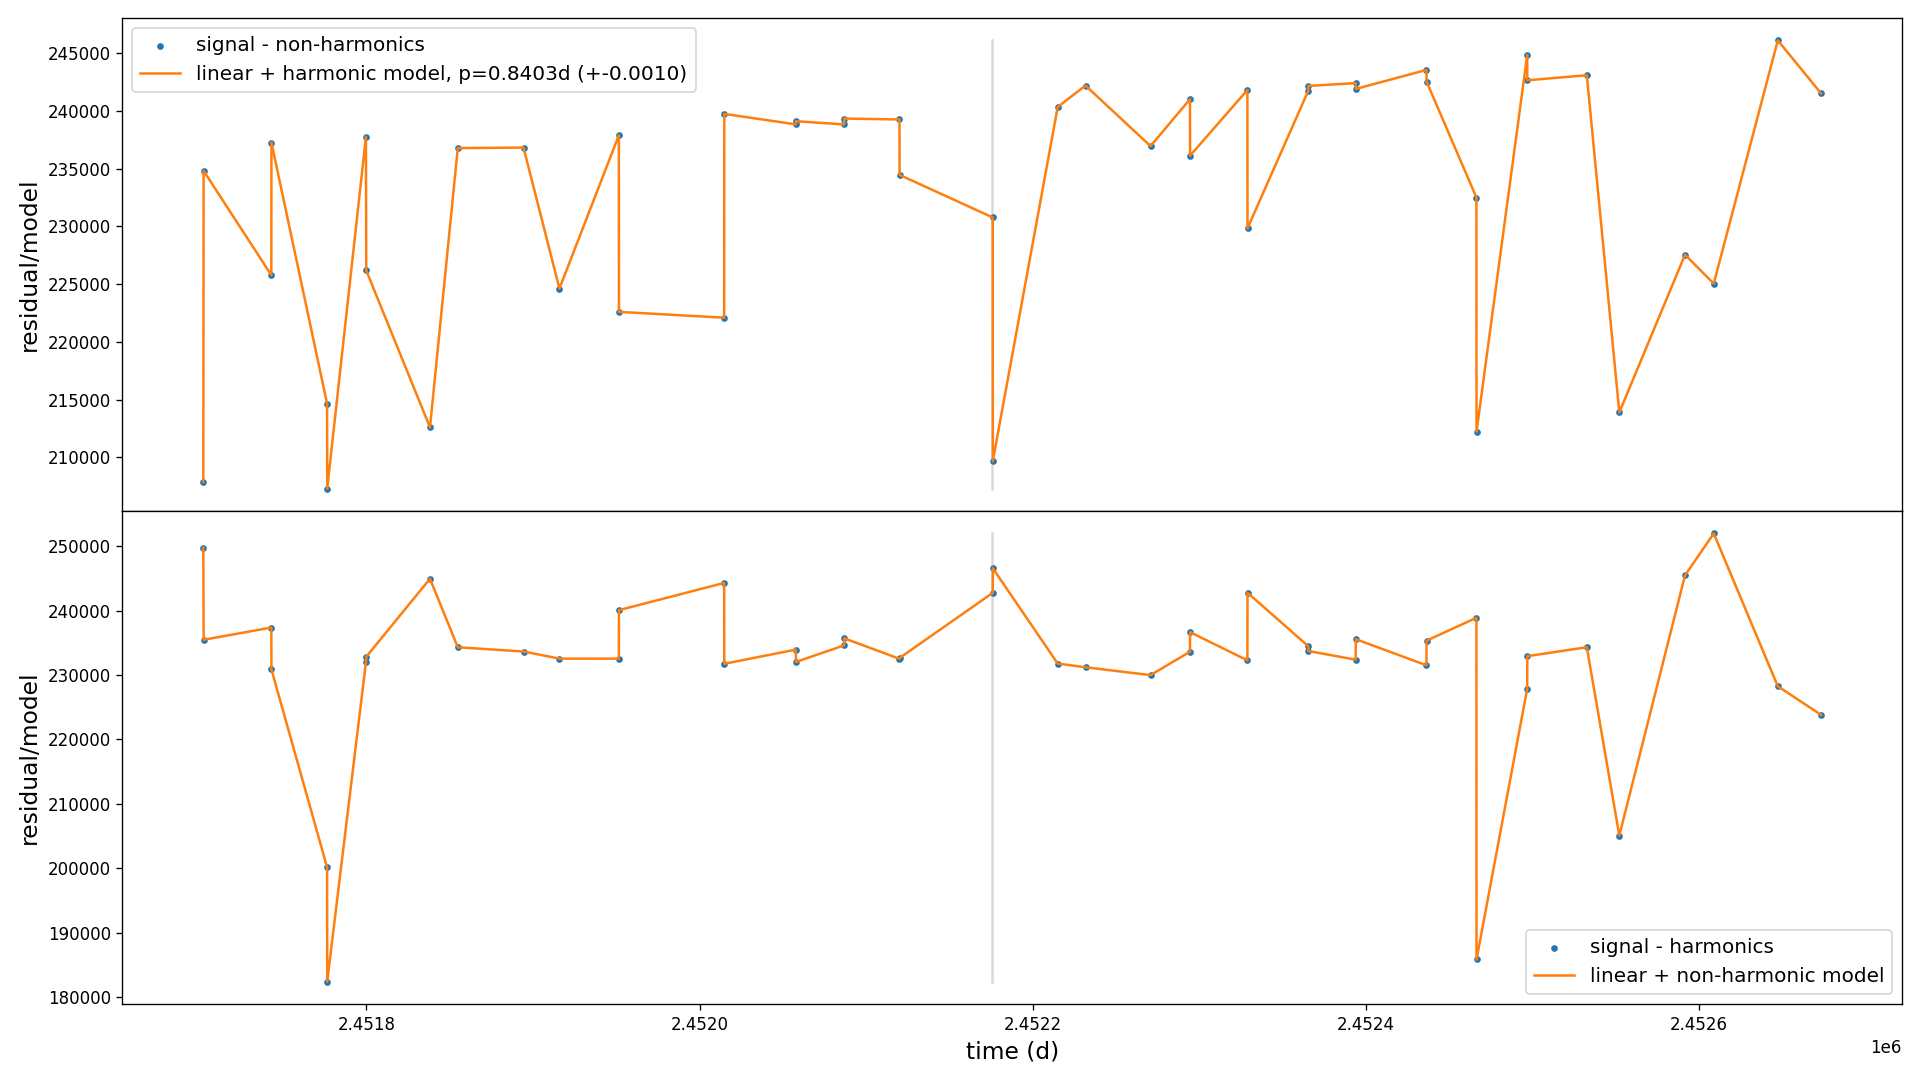 signal - non-harmonics
linear + harmonic model, p=0.8403d (+-0.0010)
residual/model
245000
240000
235000
230000
225000
220000
215000
210000
residual/model
250000
240000
230000
220000
210000
200000
190000
180000
signal - harmonics
linear + non-harmonic model
2.4518
2.4520
2.4522
2.4524
2.4526
1e6
time (d)